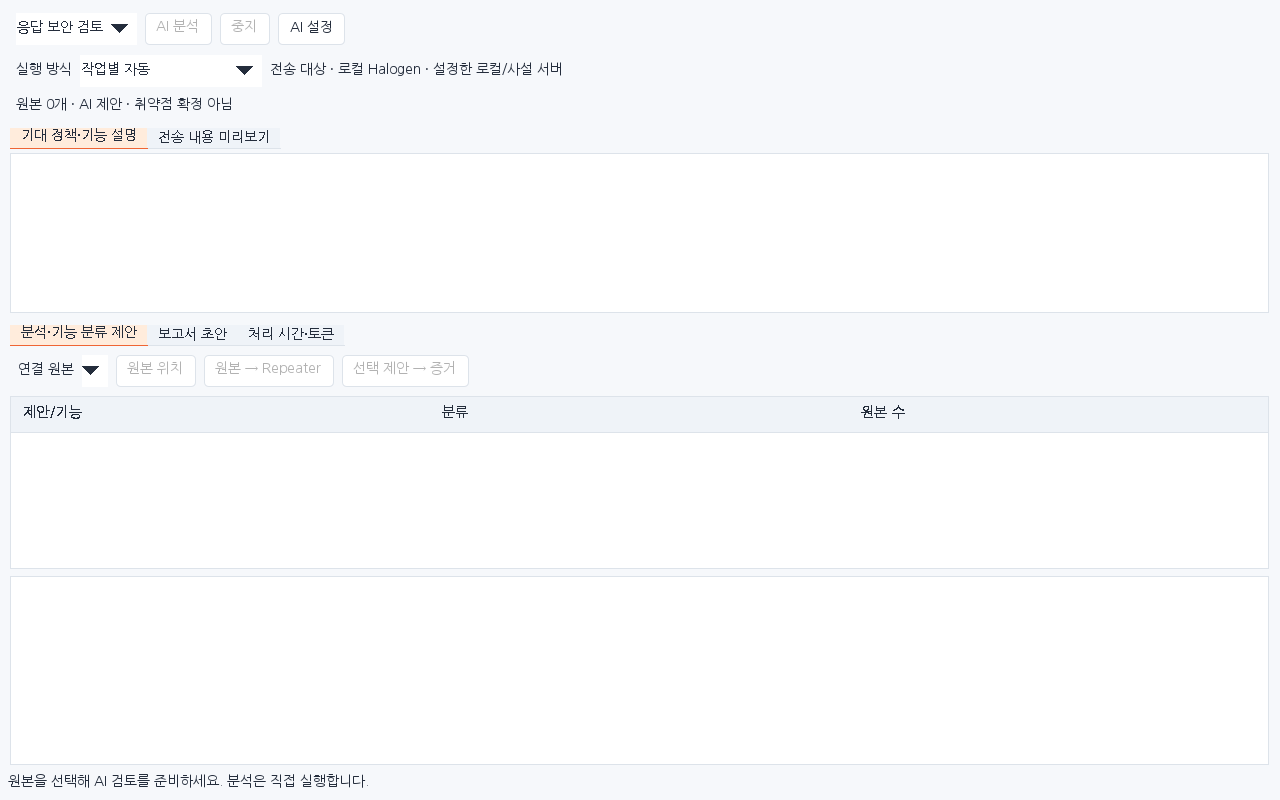 응답 보안 검토 AI 분석 중지 AI 설정
실행 방식 작업별 자동 전송 대상 · 로컬 Halogen · 설정한 로컬/사설 서버
원본 0개 · AI 제안 · 취약점 확정 아님
기대 정책·기능 설명 전송 내용 미리보기
분석·기능 분류 제안 보고서 초안 처리 시간·토큰
연결 원본 원본 위치 원본 → Repeater 선택 제안 → 증거
제안/기능 분류 원본 수
원본을 선택해 AI 검토를 준비하세요. 분석은 직접 실행합니다.